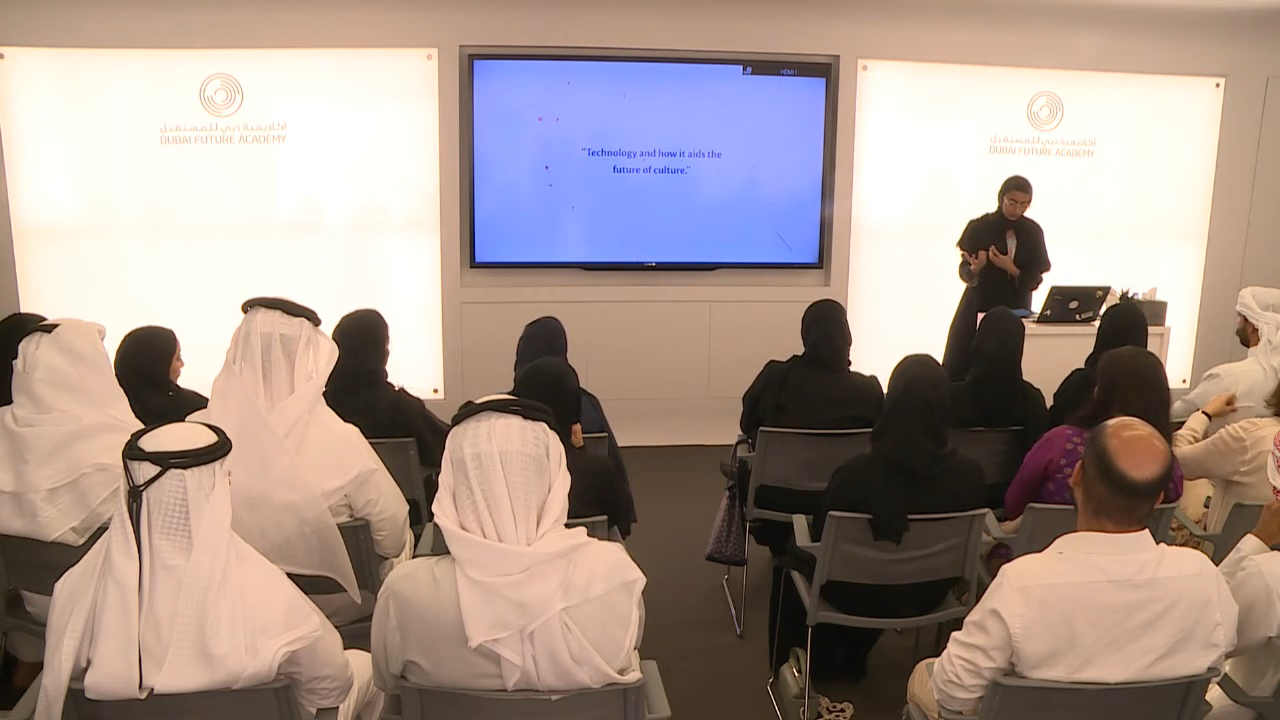 أكاديمية دبي للمستقبل
DUBAI FUTURE ACADEMY
HDMI 1
"Technology and how it aids the
future of culture."
أكاديمية دبي للمستقبل
DUBAI FUTURE ACADEMY